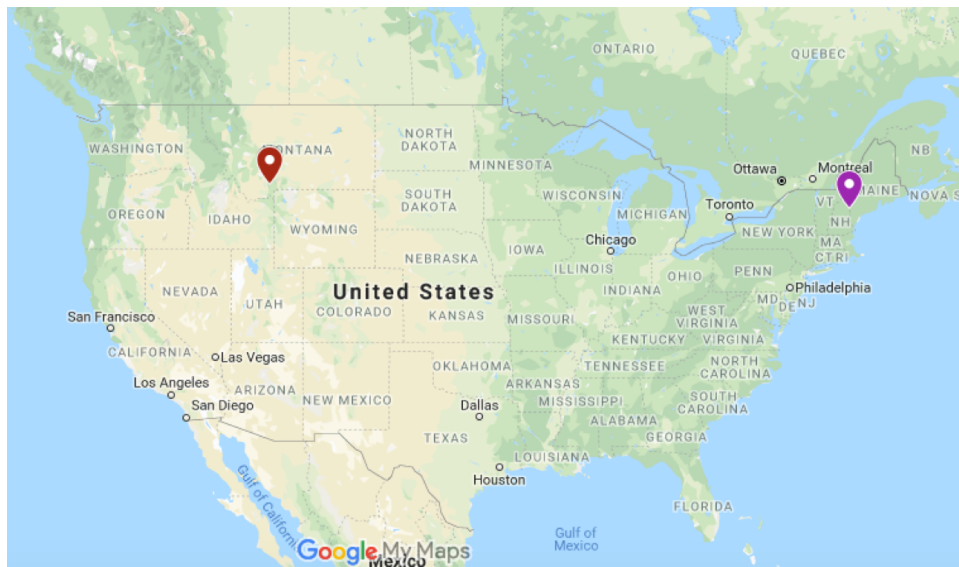 ONTARIO
QUEBEC
WASHINGTON
MONTANA
NORTH
DAKOTA
MINNESOTA
Ottawa
Montreal
NB
MAINE
NOVA S
VT
NH
OREGON
IDAHO
SOUTH
DAKOTA
WISCONSIN
MICHIGAN
Toronto
NEW YORK
WYOMING
MA
CT RI
Chicago
IOWA
NEBRASKA
ILLINOIS
INDIANA
OHIO
PENN
NEVADA
UTAH
United States
COLORADO
KANSAS
MISSOURI
WEST
VIRGINIA
MD
DE
NJ
Philadelphia
San Francisco
KENTUCKY
VIRGINIA
CALIFORNIA
Las Vegas
OKLAHOMA
TENNESSEE
NORTH
CAROLINA
Los Angeles
ARIZONA
NEW MEXICO
ARKANSAS
MISSISSIPPI
San Diego
Dallas
SOUTH
CAROLINA
ALABAMA
TEXAS
GEORGIA
LOUISIANA
Houston
Gulf of California
FLORIDA
Gulf of
Mexico
Google My Maps
Mexico